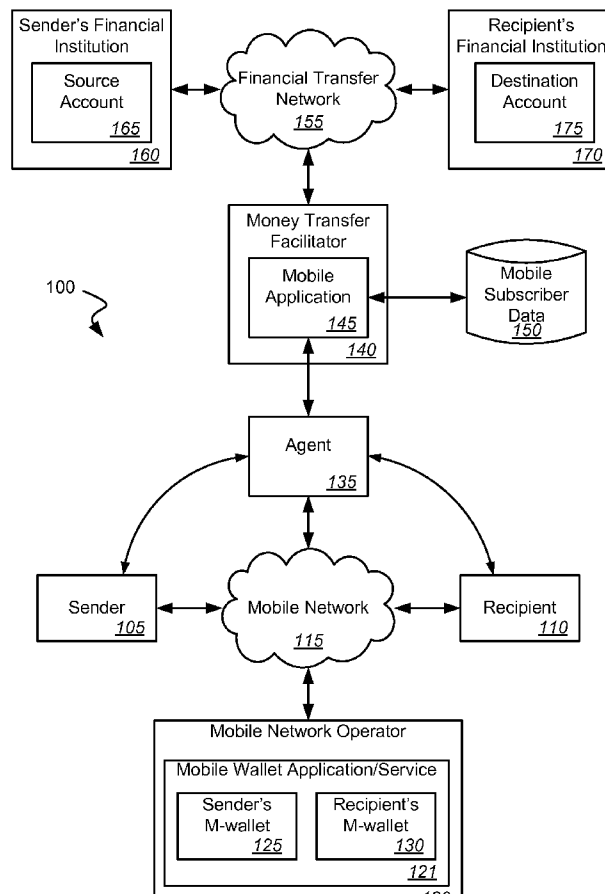 Sender's Financial
Institution
Source
Account
165
160
Financial Transfer
Network
155
Recipient's
Financial Institution
Destination
Account
175
170
Money Transfer
Facilitator
Mobile
Application
145
140
Mobile
Subscriber
Data
150
100
Agent
135
Sender
105
Mobile Network
115
Recipient
110
Mobile Network Operator
Mobile Wallet Application/Service
Sender's
M-wallet
125
Recipient's
M-wallet
130
121